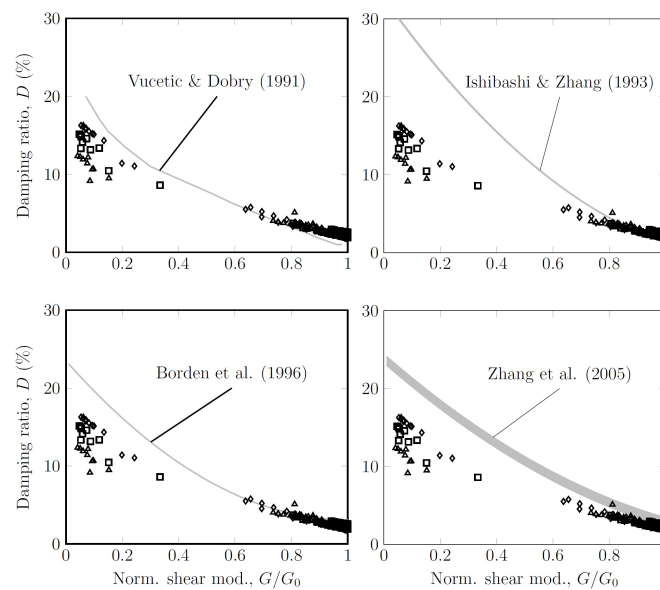 30
20
10
0
Damping ratio, D (%)
Vucetic & Dobry (1991)
0 0.2 0.4 0.6 0.8 1
30
20
10
0
Ishibashi & Zhang (1993)
0 0.2 0.4 0.6 0.8
30
20
10
0
Damping ratio, D (%)
Borden et al. (1996)
0 0.2 0.4 0.6 0.8 1
Norm. shear mod., G/G0
30
20
10
0
Zhang et al. (2005)
0 0.2 0.4 0.6 0.8
Norm. shear mod., G/G0